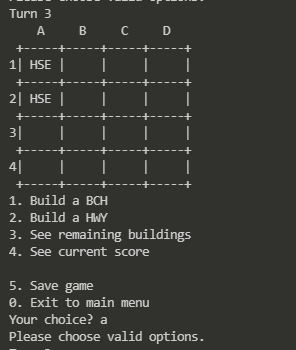 Turn 3
A B C D
+-----+-----+-----+-----+
1| HSE | | | |
+-----+-----+-----+-----+
2| HSE | | | |
+-----+-----+-----+-----+
3| | | | |
+-----+-----+-----+-----+
4| | | | |
+-----+-----+-----+-----+
1. Build a BCH
2. Build a HWY
3. See remaining buildings
4. See current score
5. Save game
0. Exit to main menu
Your choice? a
Please choose valid options.